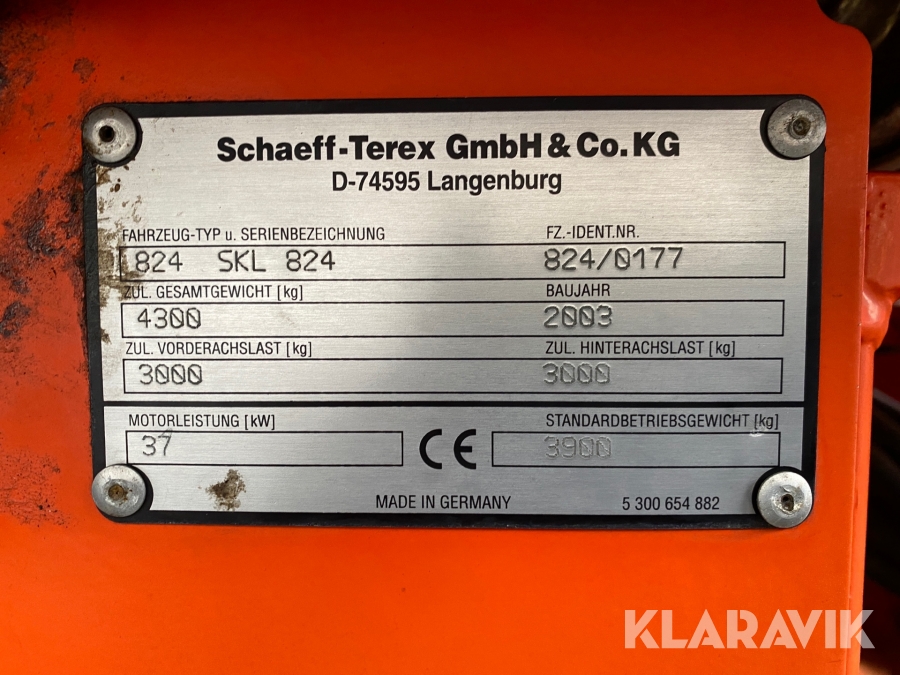 Schaeff-Terex GmbH & Co. KG
D-74595 Langenburg
FAHRZEUG-TYP u. SERIENBEZEICHNUNG FZ.-IDENT.NR.
824 SKL 824 824/0177
ZUL. GESAMTGEWICHT [kg] BAUJAHR
4300 2003
ZUL. VORDERACHSLAST [kg] ZUL. HINTERACHSLAST [kg]
3000 3000
MOTORLEISTUNG [kW] STANDARDBETRIEBSGEWICHT [kg]
37 CE 3900
MADE IN GERMANY 5 300 654 882
KLARAVIK